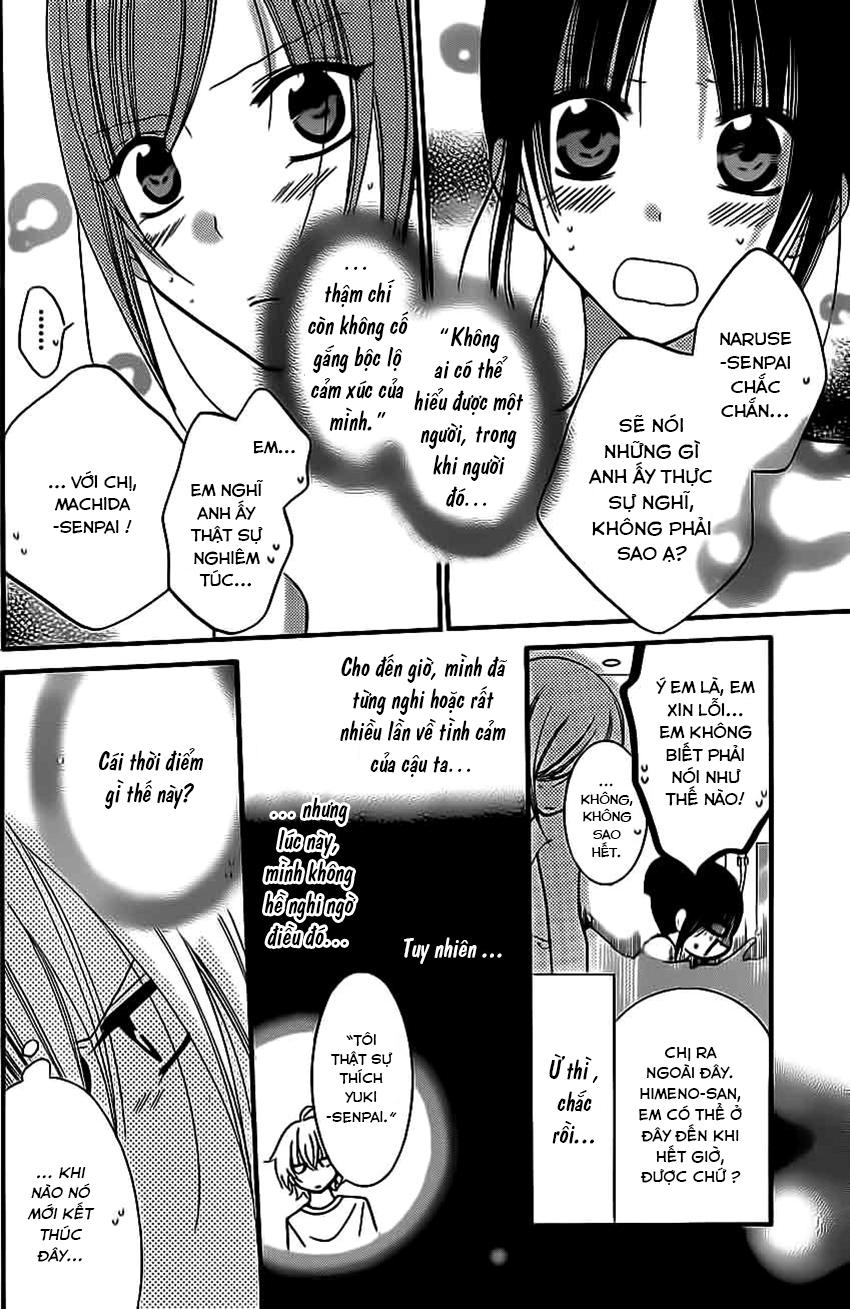 NARUSE
-SENPAI
CHẮC
CHẮN...
SẼ NÓI
NHỮNG GÌ
ANH ẤY THỰC
SỰ NGHĨ,
KHÔNG PHẢI
SAO Ạ?
"Không
ai có thể
hiểu được một
người, trong
khi người
đó...
...
thậm chí
còn không cố
gắng bộc lộ
cảm xúc của
mình."
EM...
EM NGHĨ
ANH ẤY
THẬT SỰ
NGHIÊM
TÚC...
... VỚI CHỊ,
MACHIDA
-SENPAI !
Ý EM LÀ, EM
XIN LỖI...
EM KHÔNG
BIẾT PHẢI
NÓI NHƯ
THẾ NÀO!
...
KHÔNG,
KHÔNG
SAO
HẾT.
CHỊ RA
NGOÀI ĐÂY.
HIMENO-SAN,
EM CÓ THỂ Ở
ĐÂY ĐẾN KHI
HẾT GIỜ,
ĐƯỢC CHỨ ?
Ừ thì ,
chắc
rồi...
Cho đến giờ, mình đã
từng nghi hoặc rất
nhiều lần về tình cảm
của cậu ta...
... nhưng
lúc này,
mình không
hề nghi ngờ
điều đó...
Tuy nhiên ...
"TÔI
THẬT SỰ
THÍCH
YUKI
-SENPAI."
Cái thời điểm
gì thế này?
... KHI
NÀO NÓ
MỚI KẾT
THÚC
ĐÂY...